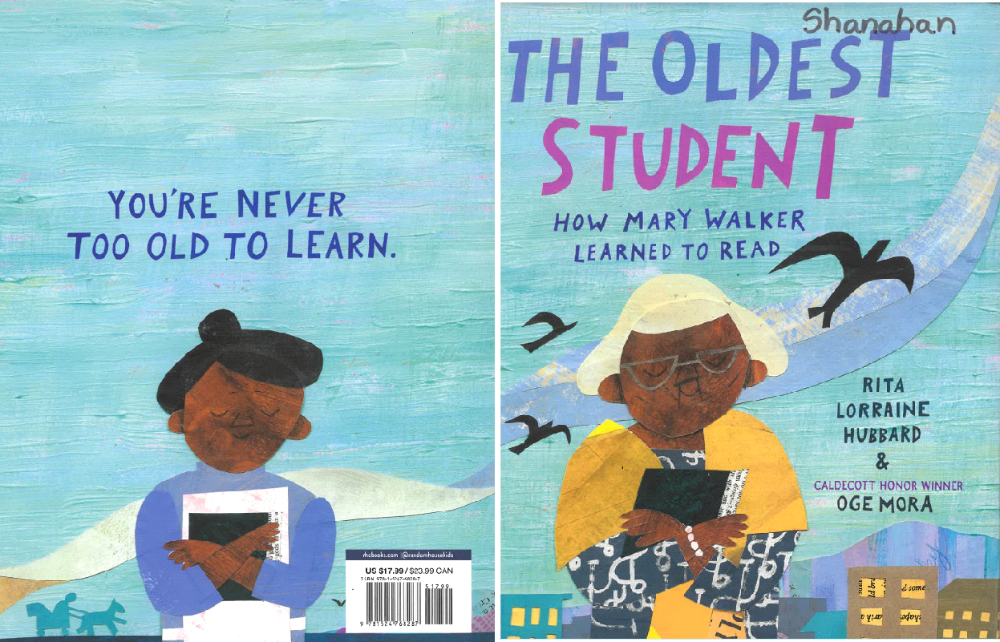 YOU'RE NEVER
TOO OLD TO LEARN.
rhcbooks.com | @randomhousekids
US $17.99 / $23.99 CAN
ISBN 978-1-5247-6828-7
51799
9 781524 768287
Shanahan
THE OLDEST
STUDENT
HOW MARY WALKER
LEARNED TO READ
RITA
LORRAINE
HUBBARD
&
CALDECOTT HONOR WINNER
OGE MORA
d some
shapo